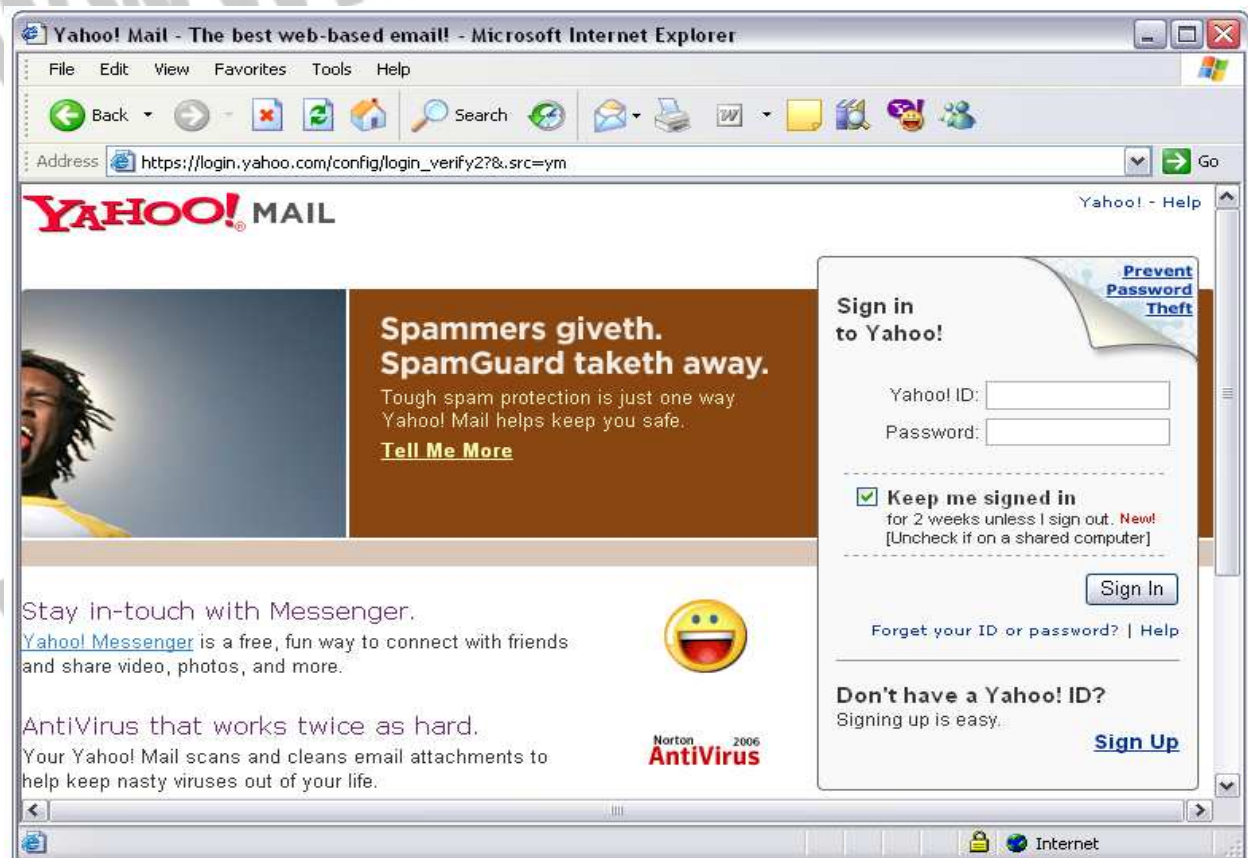 Yahoo! Mail - The best web-based email! - Microsoft Internet Explorer
File Edit View Favorites Tools Help
Back Search
Address https://login.yahoo.com/config/login_verify2?&.src=ym Go
YAHOO! MAIL
Yahoo! - Help
Spammers giveth.
SpamGuard taketh away.
Tough spam protection is just one way
Yahoo! Mail helps keep you safe.
Tell Me More
Prevent
Password
Theft
Sign in
to Yahoo!
Yahoo! ID:
Password:
Keep me signed in
for 2 weeks unless I sign out. New!
[Uncheck if on a shared computer]
Sign In
Forget your ID or password? | Help
Don't have a Yahoo! ID?
Signing up is easy.
Sign Up
Stay in-touch with Messenger.
Yahoo! Messenger is a free, fun way to connect with friends
and share video, photos, and more.
AntiVirus that works twice as hard.
Your Yahoo! Mail scans and cleans email attachments to
help keep nasty viruses out of your life.
Norton 2006
AntiVirus
Internet